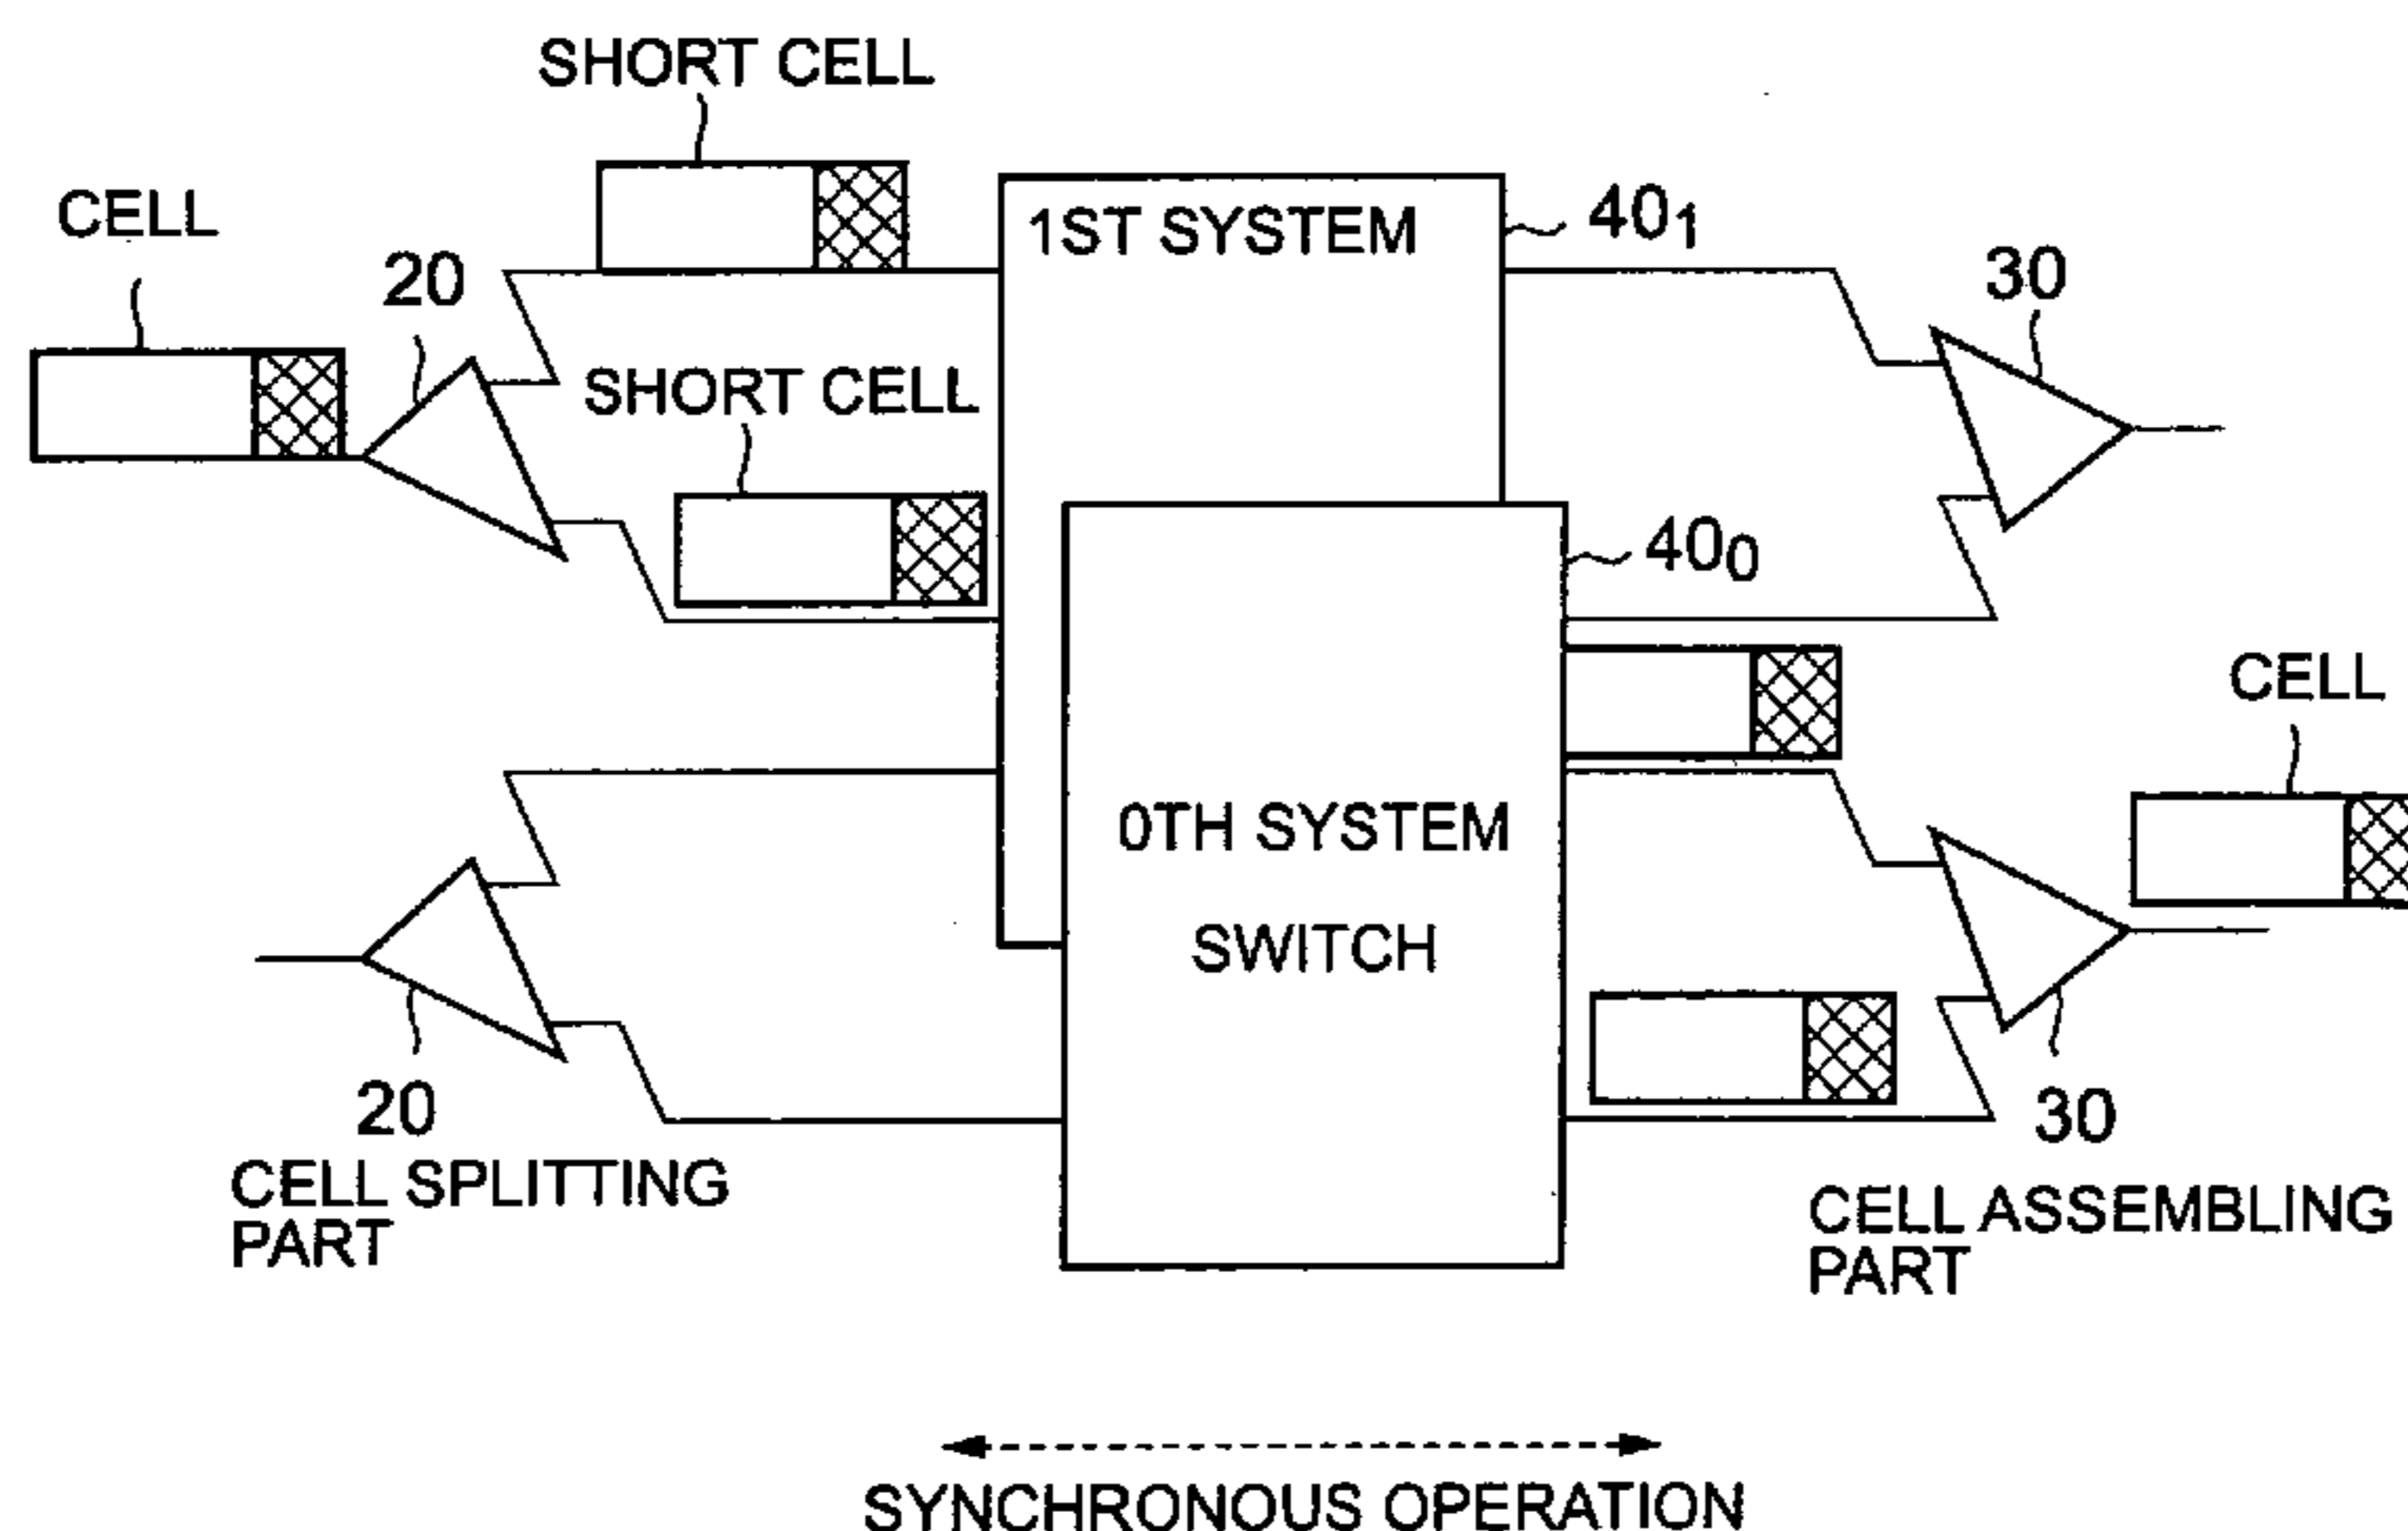 SHORT CELL
CELL
20
1ST SYSTEM
40₁
30
SHORT CELL
40₀
CELL
0TH SYSTEM
SWITCH
20
CELL SPLITTING
PART
30
CELL ASSEMBLING
PART
SYNCHRONOUS OPERATION